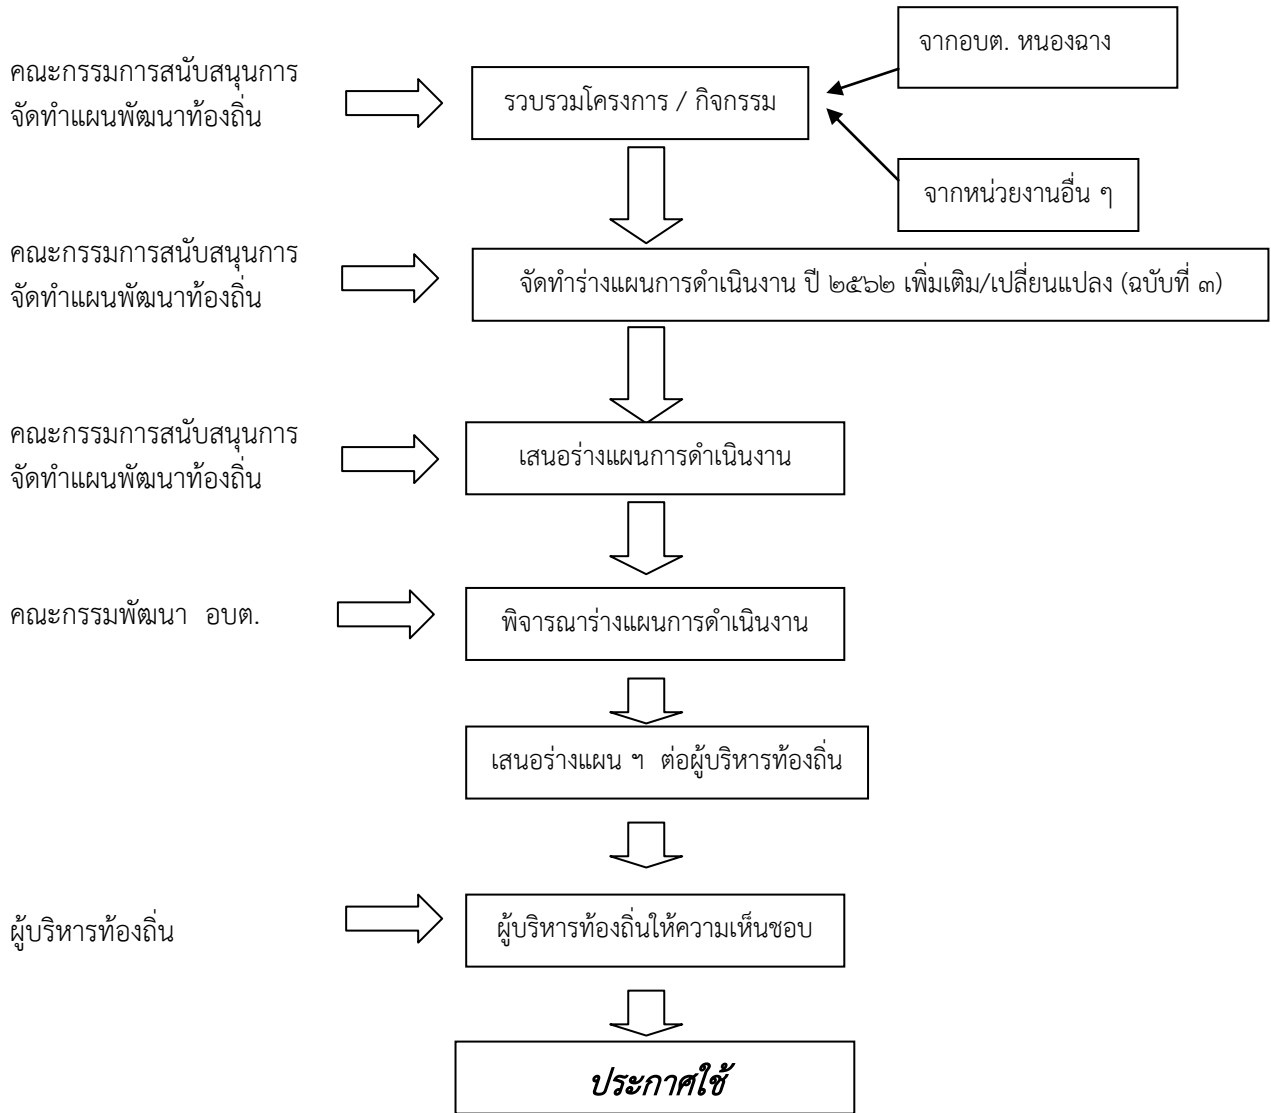 จากอบต. หนองฉาง
คณะกรรมการสนับสนุนการ
จัดทำแผนพัฒนาท้องถิ่น
รวบรวมโครงการ / กิจกรรม
จากหน่วยงานอื่น ๆ
คณะกรรมการสนับสนุนการ
จัดทำแผนพัฒนาท้องถิ่น
จัดทำร่างแผนการดำเนินงาน ปี ๒๕๖๒ เพิ่มเติม/เปลี่ยนแปลง (ฉบับที่ ๓)
คณะกรรมการสนับสนุนการ
จัดทำแผนพัฒนาท้องถิ่น
เสนอร่างแผนการดำเนินงาน
คณะกรรมพัฒนา อบต.
พิจารณาร่างแผนการดำเนินงาน
เสนอร่างแผน ฯ ต่อผู้บริหารท้องถิ่น
ผู้บริหารท้องถิ่น
ผู้บริหารท้องถิ่นให้ความเห็นชอบ
ประกาศใช้